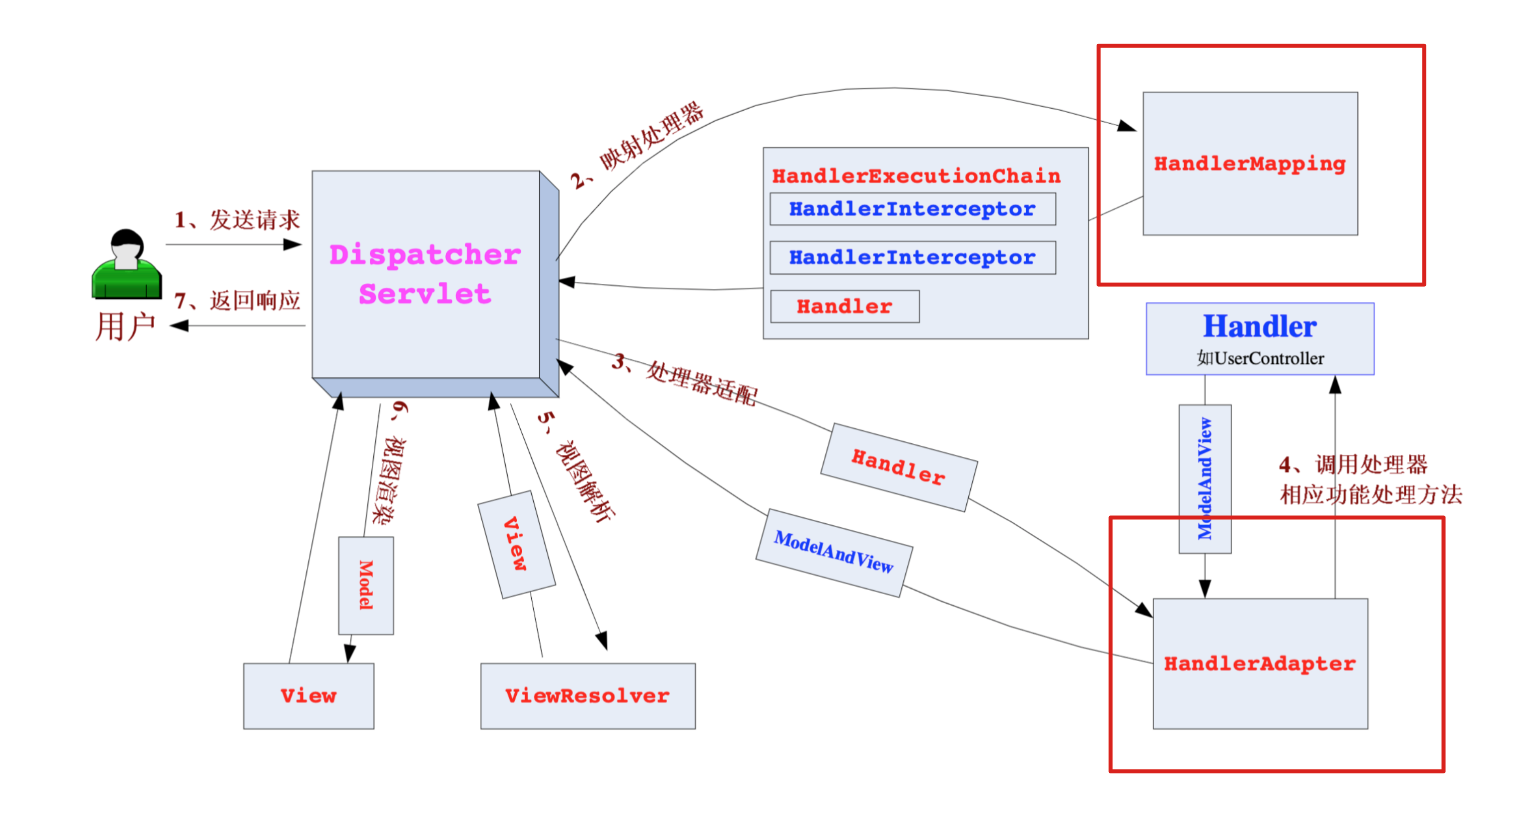 1、发送请求
7、返回响应
用户
Dispatcher
Servlet
2、映射处理器
HandlerExecutionChain
HandlerInterceptor
HandlerInterceptor
Handler
HandlerMapping
3、处理器适配
Handler
ModelAndView
Handler
如UserController
ModelAndView
4、调用处理器
相应功能处理方法
HandlerAdapter
5、视图解析
View
ViewResolver
6、视图渲染
Model
View